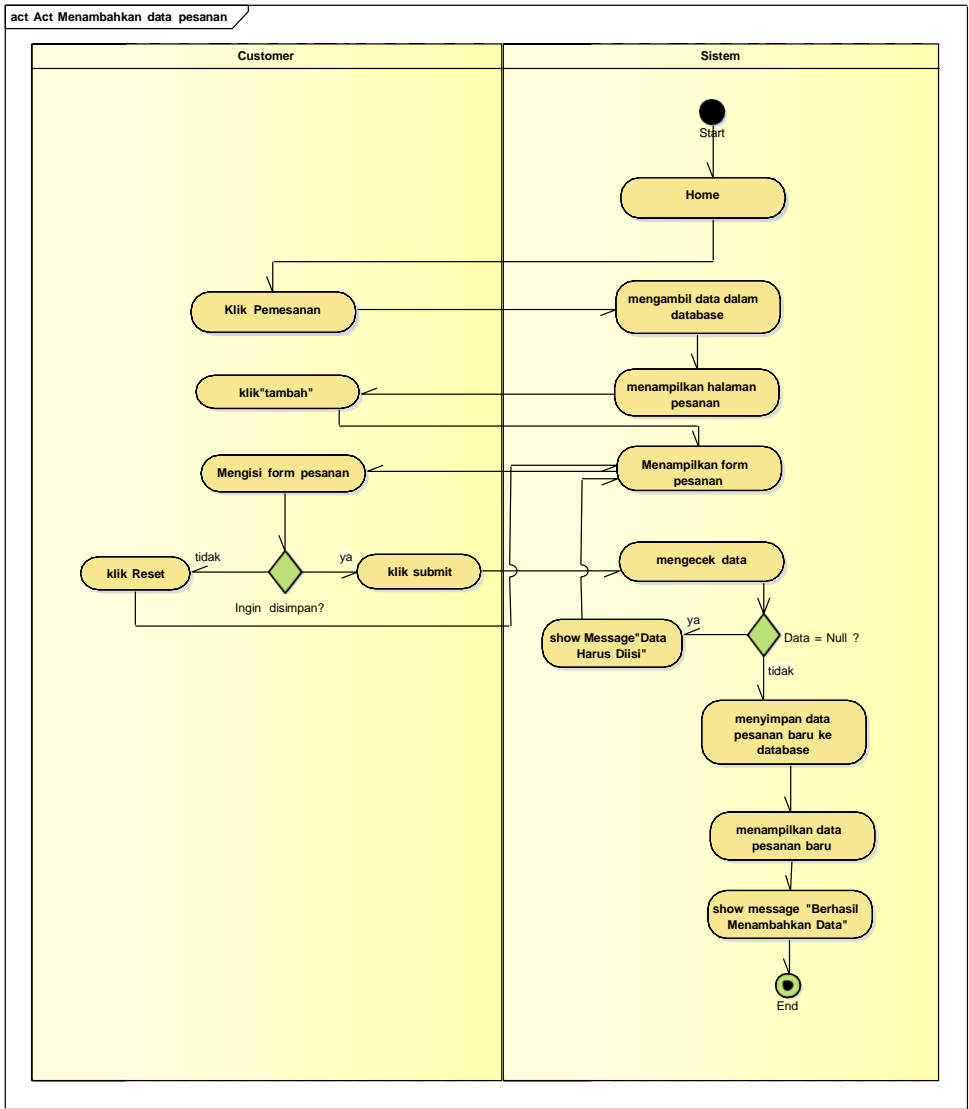 act Act Menambahkan data pesanan
Customer
Sistem
Start
Home
Klik Pemesanan
mengambil data dalam
database
menampilkan halaman
pesanan
klik"tambah"
Menampilkan form
pesanan
Mengisi form pesanan
tidak
ya
klik Reset
klik submit
Ingin disimpan?
mengecek data
ya
Data = Null ?
show Message"Data
Harus Diisi"
tidak
menyimpan data
pesanan baru ke
database
menampilkan data
pesanan baru
show message "Berhasil
Menambahkan Data"
End